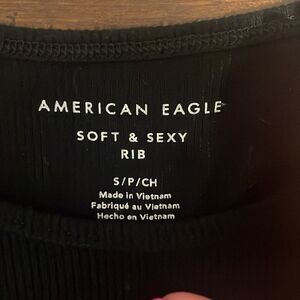 AMERICAN EAGLE
SOFT & SEXY
RIB
S/P/CH
Made in Vietnam
Fabriqué au Vietnam
Hecho en Vietnam